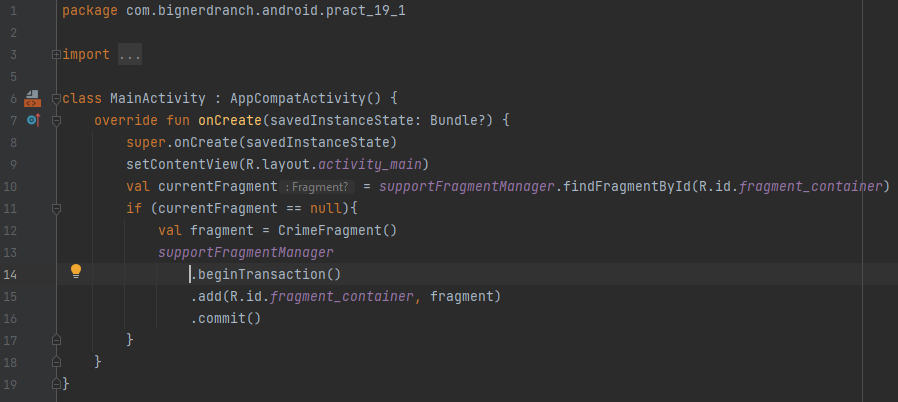 1 package com.bignerdranch.android.pract_19_1
2
3 import ...
5
6 class MainActivity : AppCompatActivity() {
7 override fun onCreate(savedInstanceState: Bundle?) {
8 super.onCreate(savedInstanceState)
9 setContentView(R.layout.activity_main)
10 val currentFragment : Fragment? = supportFragmentManager.findFragmentById(R.id.fragment_container)
11 if (currentFragment == null){
12 val fragment = CrimeFragment()
13 supportFragmentManager
14 .beginTransaction()
15 .add(R.id.fragment_container, fragment)
16 .commit()
17 }
18 }
19 }